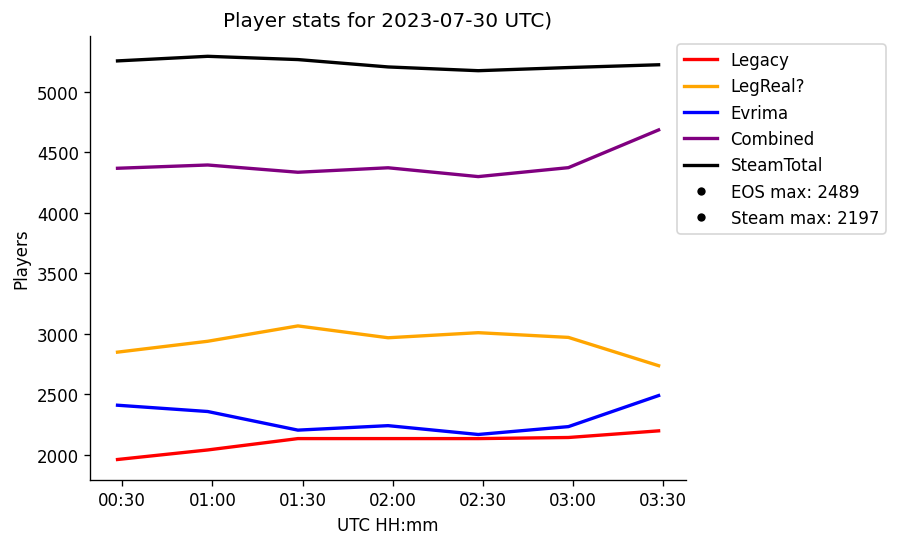 Player stats for 2023-07-30 UTC)
Legacy
LegReal?
Evrima
Combined
SteamTotal
EOS max: 2489
Steam max: 2197
Players
5000
4500
4000
3500
3000
2500
2000
00:30 01:00 01:30 02:00 02:30 03:00 03:30
UTC HH:mm